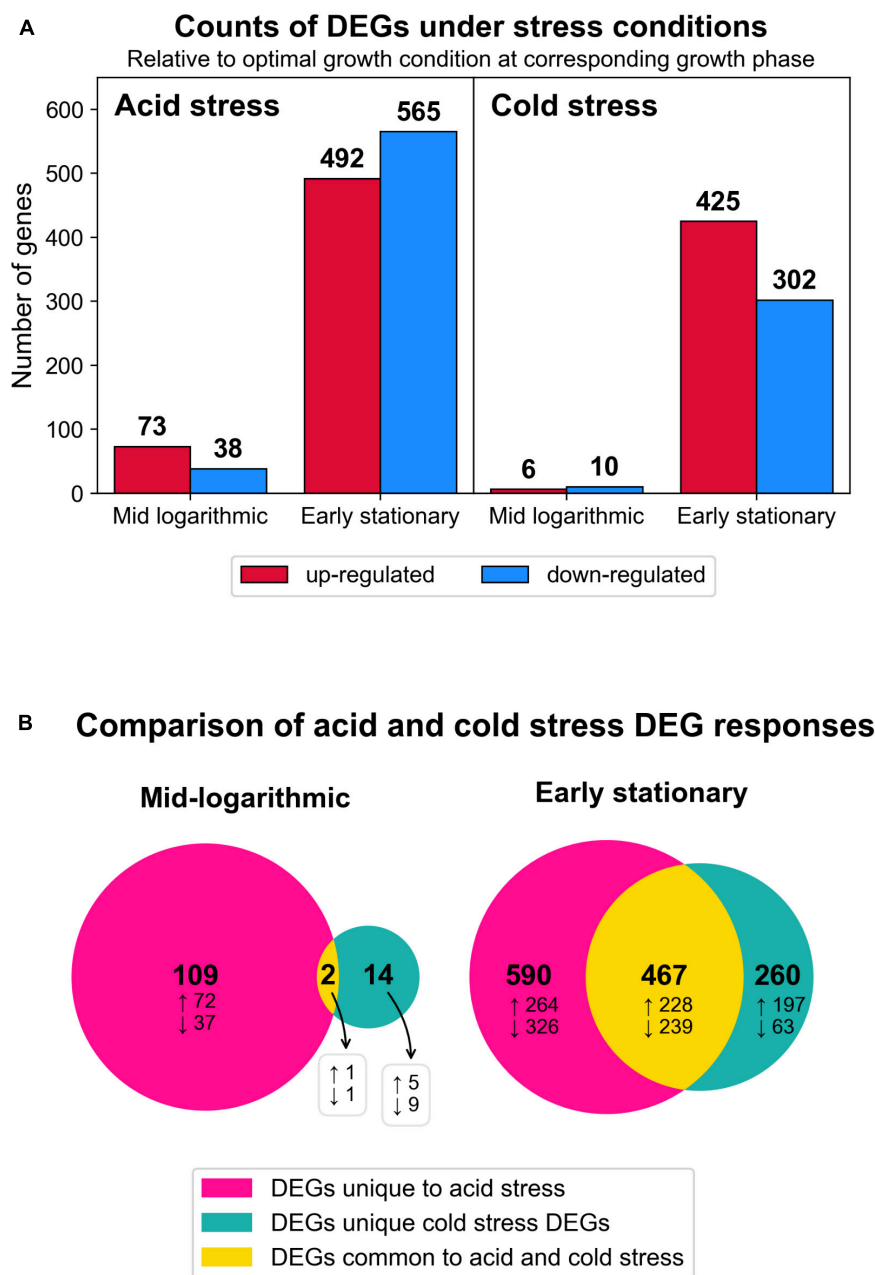 A
Counts of DEGs under stress conditions
Relative to optimal growth condition at corresponding growth phase
Acid stress
Cold stress
Number of genes
600
500
400
300
200
100
0
73
38
492
565
6
10
425
302
Mid logarithmic
Early stationary
Mid logarithmic
Early stationary
up-regulated
down-regulated
B
Comparison of acid and cold stress DEG responses
Mid-logarithmic
109
↑ 72
↓ 37
2
14
↑ 1
↓ 1
↑ 5
↓ 9
Early stationary
590
↑ 264
↓ 326
467
↑ 228
↓ 239
260
↑ 197
↓ 63
DEGs unique to acid stress
DEGs unique cold stress DEGs
DEGs common to acid and cold stress